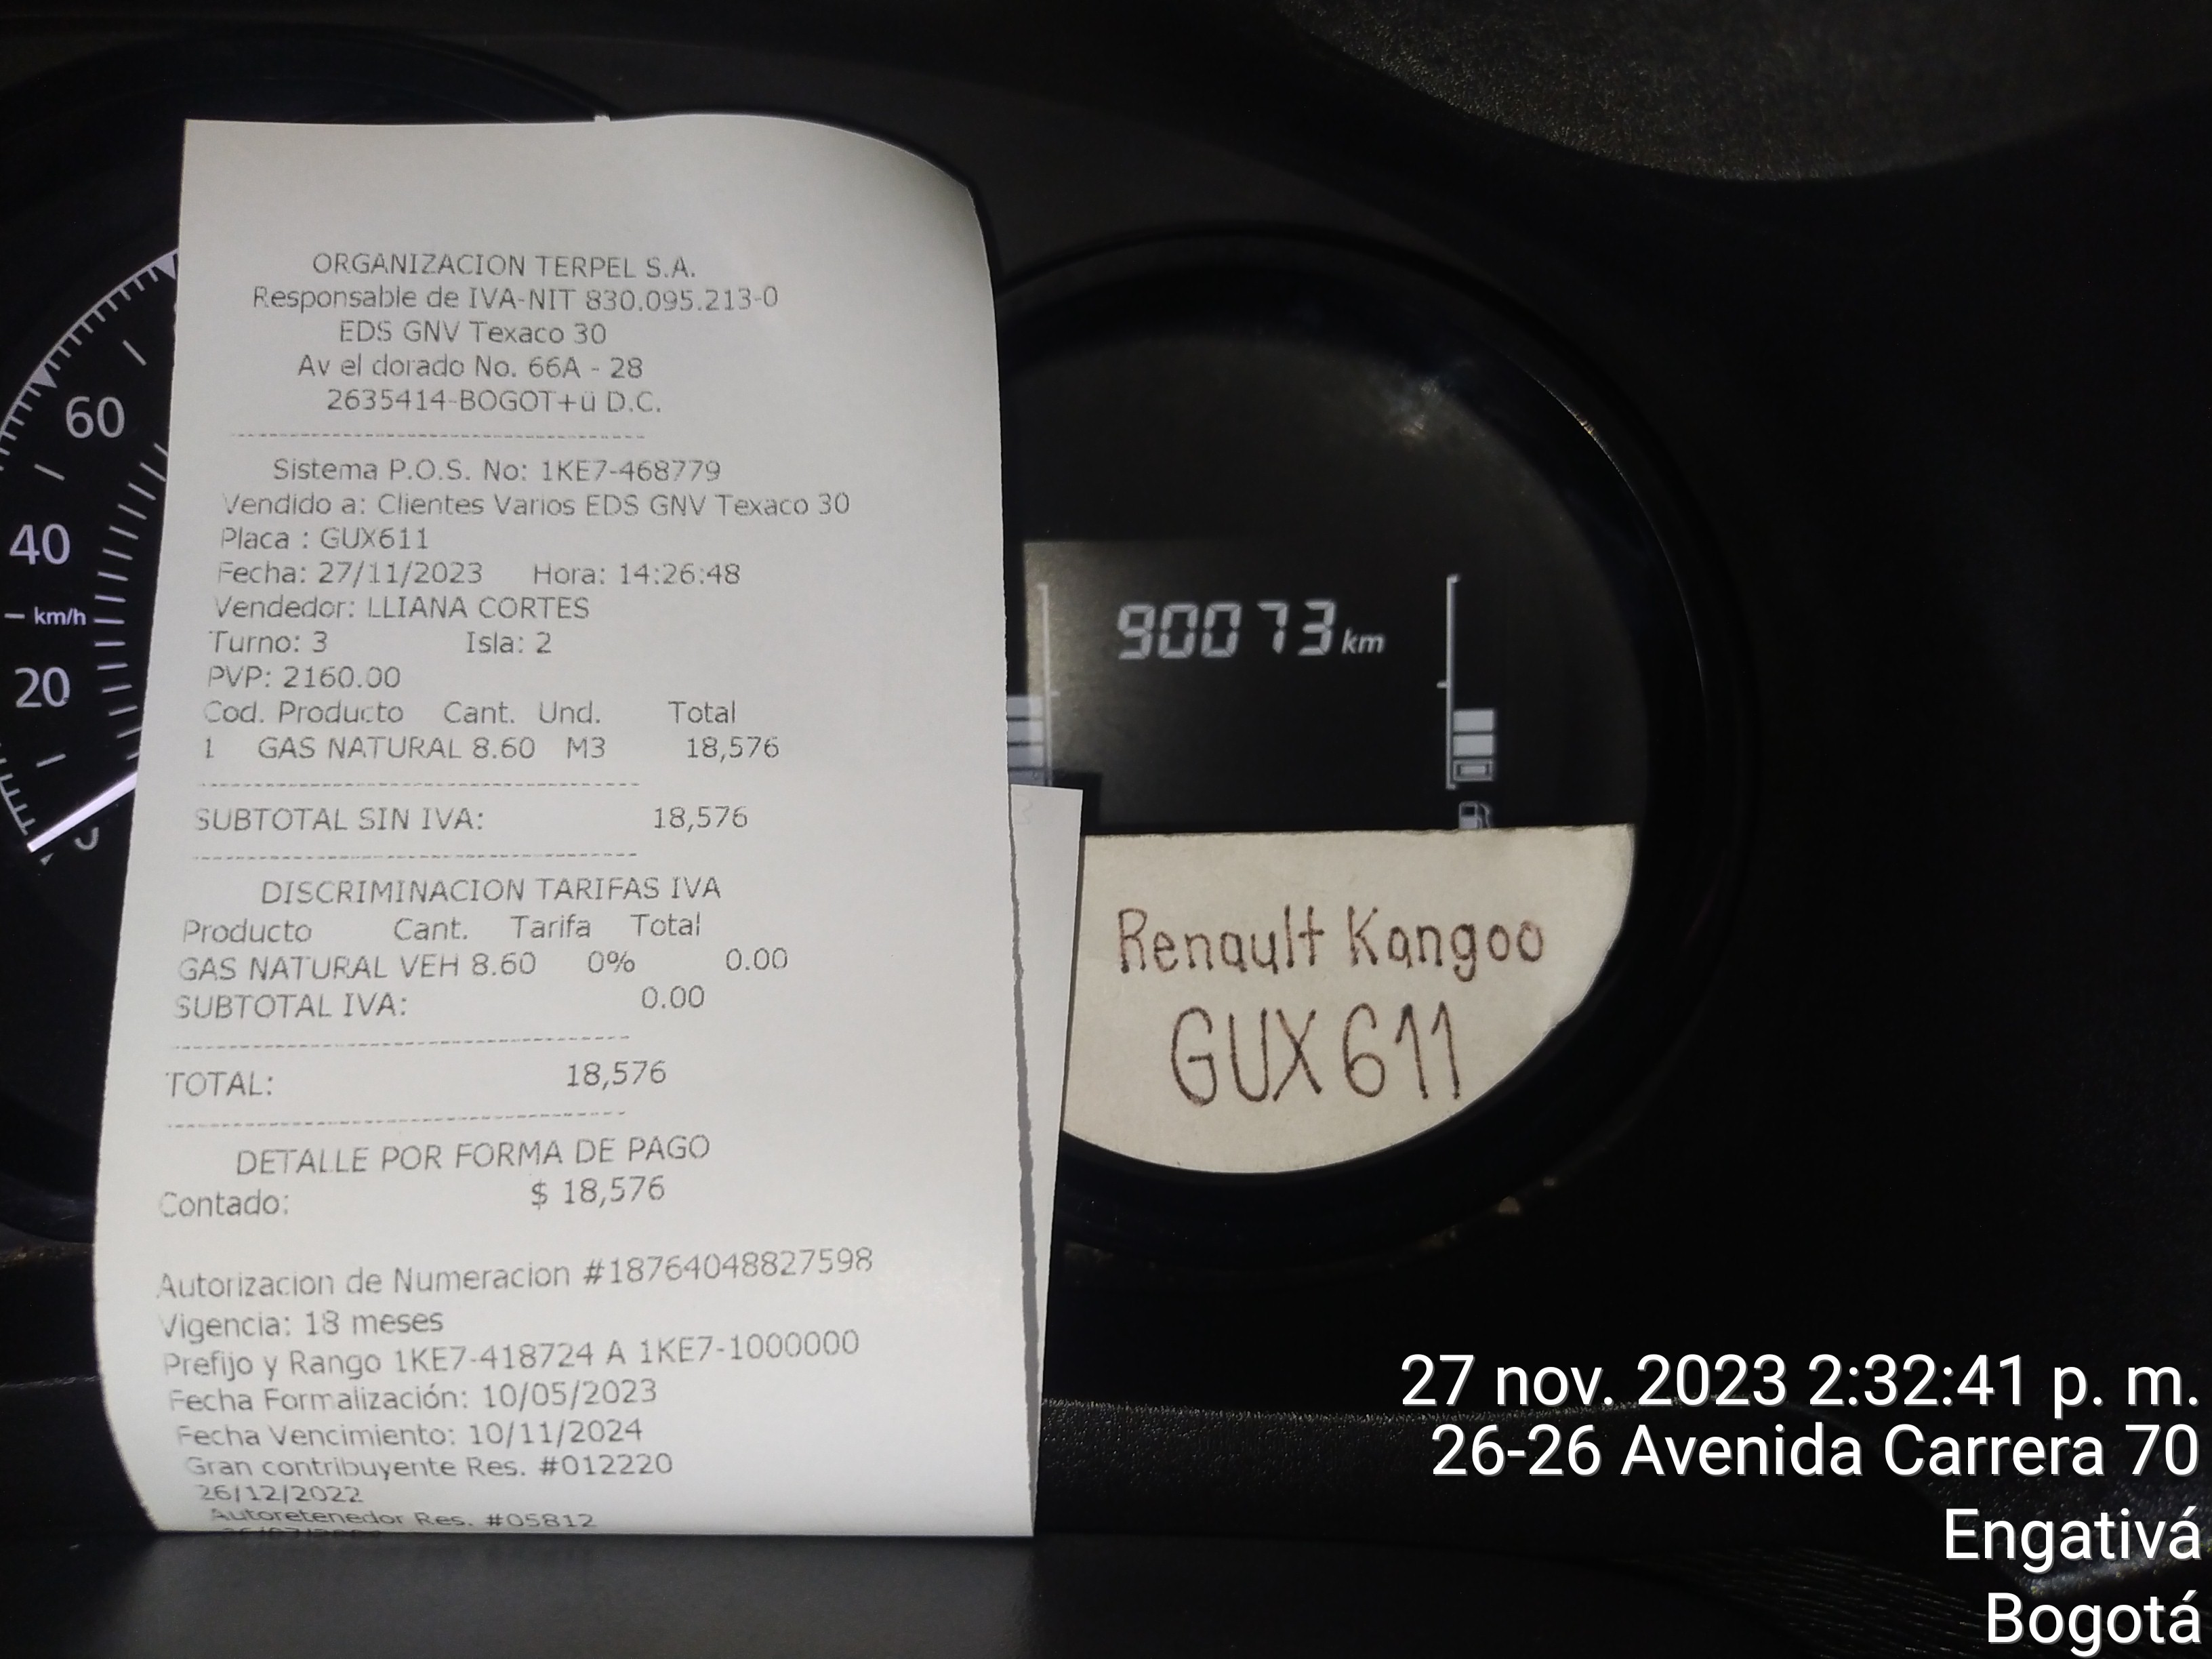 ORGANIZACION TERPEL S.A.
Responsable de IVA-NIT 830.095.213-0
EDS GNV Texaco 30
Av el dorado No. 66A - 28
2635414-BOGOT+ü D.C.
Sistema P.O.S. No: 1KE7-468779
Vendido a: Clientes Varios EDS GNV Texaco 30
Placa : GUX611
Fecha: 27/11/2023 Hora: 14:26:48
Vendedor: LLIANA CORTES
Turno: 3 Isla: 2
PVP: 2160.00
Cod. Producto Cant. Und. Total
1 GAS NATURAL 8.60 M3 18,576
SUBTOTAL SIN IVA: 18,576
DISCRIMINACION TARIFAS IVA
Producto Cant. Tarifa Total
GAS NATURAL VEH 8.60 0% 0.00
SUBTOTAL IVA: 0.00
TOTAL: 18,576
DETALLE POR FORMA DE PAGO
Contado: $ 18,576
Autorizacion de Numeracion #18764048827598
Vigencia: 18 meses
Prefijo y Rango 1KE7-418724 A 1KE7-1000000
Fecha Formalización: 10/05/2023
Fecha Vencimiento: 10/11/2024
Gran contribuyente Res. #012220
26/12/2022
Autoretenedor Res. #05812
60
40
km/h
20
90073 km
Renault Kangoo
GUX611
27 nov. 2023 2:32:41 p. m.
26-26 Avenida Carrera 70
Engativá
Bogotá